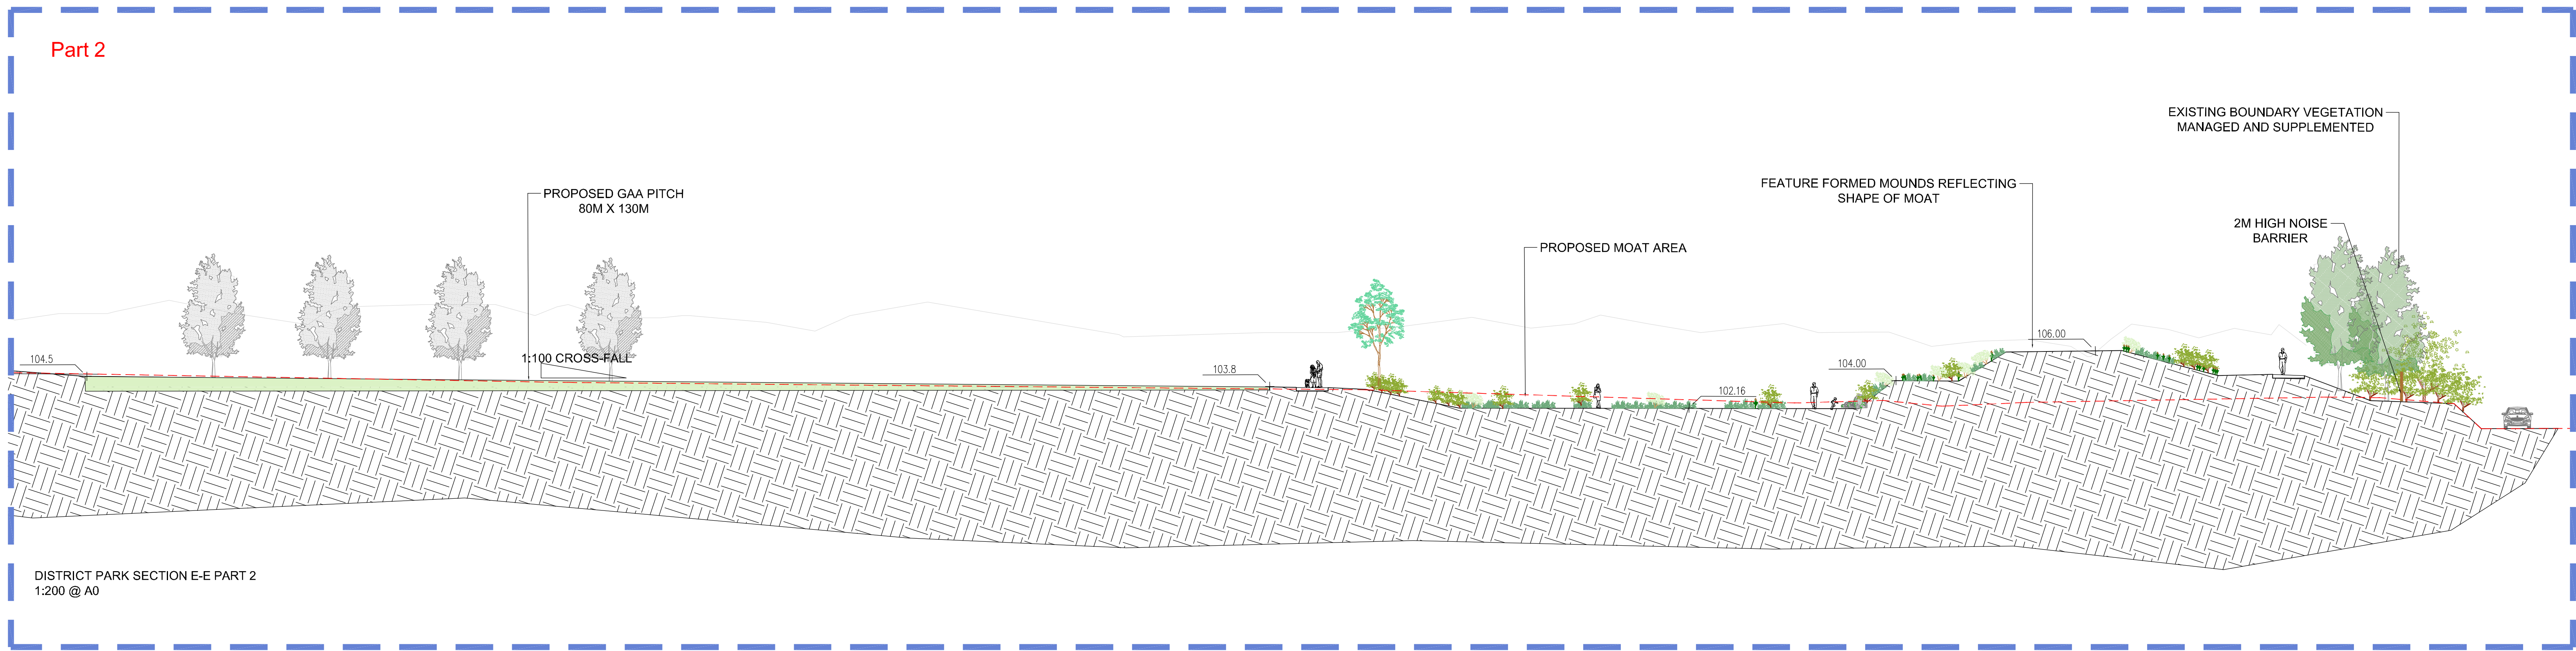 Part 2
EXISTING BOUNDARY VEGETATION
MANAGED AND SUPPLEMENTED
FEATURE FORMED MOUNDS REFLECTING
SHAPE OF MOAT
PROPOSED GAA PITCH
80M X 130M
2M HIGH NOISE
BARRIER
PROPOSED MOAT AREA
106.00
104.5
1:100 CROSS-FALL
103.8
104.00
102.16
DISTRICT PARK SECTION E-E PART 2
1:200 @ A0